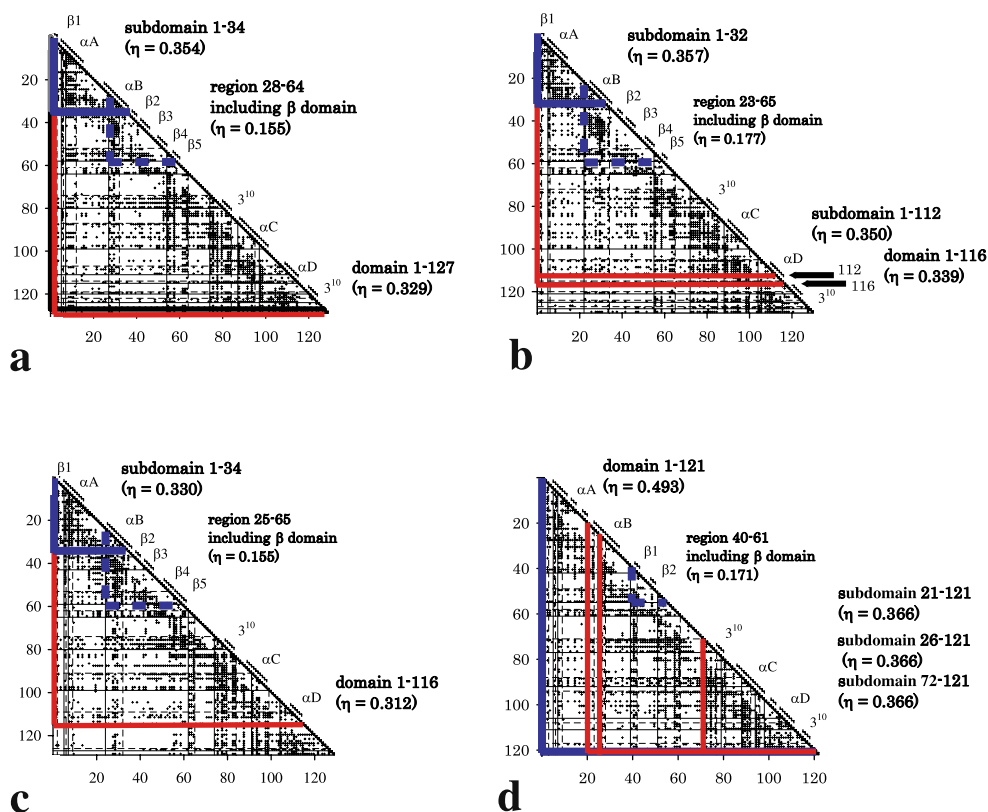 β1
αA
subdomain 1-34
(η = 0.354)
αB
β2
β3
β4
β5
region 28-64
including β domain
(η = 0.155)
3¹⁰
αC
αD
3¹⁰
domain 1-127
(η = 0.329)
20
40
60
80
100
120
20 40 60 80 100 120
a
β1
αA
subdomain 1-32
(η = 0.357)
αB
β2
β3
β4
β5
region 23-65
including β domain
(η = 0.177)
3¹⁰
αC
subdomain 1-112
(η = 0.350)
αD
112
116
3¹⁰
domain 1-116
(η = 0.339)
20
40
60
80
100
120
20 40 60 80 100 120
b
β1
αA
subdomain 1-34
(η = 0.330)
αB
β2
β3
β4
β5
region 25-65
including β domain
(η = 0.155)
3¹⁰
αC
αD
domain 1-116
(η = 0.312)
20
40
60
80
100
120
20 40 60 80 100 120
c
domain 1-121
(η = 0.493)
αA
αB
β1
β2
region 40-61
including β domain
(η = 0.171)
3¹⁰
αC
αD
3¹⁰
subdomain 21-121
(η = 0.366)
subdomain 26-121
(η = 0.366)
subdomain 72-121
(η = 0.366)
20
40
60
80
100
120
20 40 60 80 100 120
d